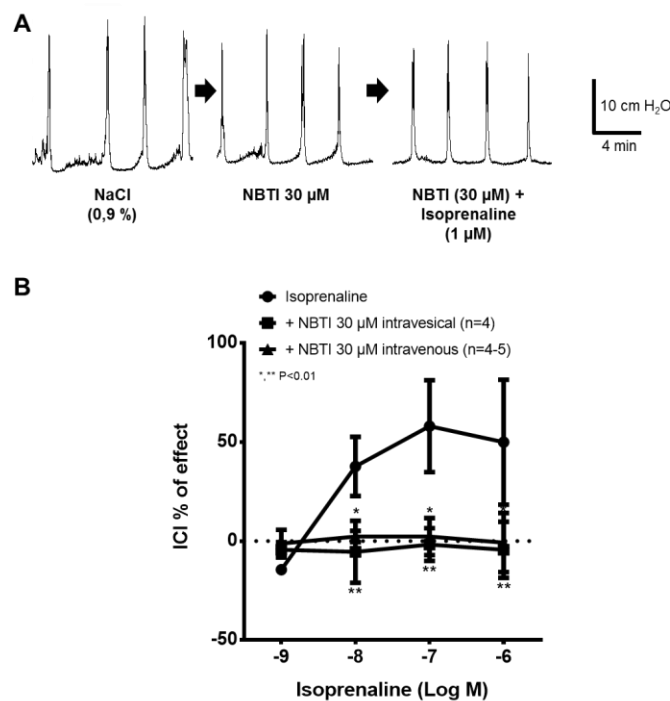 A
10 cm H₂O
4 min
NaCl
(0,9 %)
NBTI 30 µM
NBTI (30 µM) +
Isoprenaline
(1 µM)
B
Isoprenaline
+ NBTI 30 µM intravesical (n=4)
+ NBTI 30 µM intravenous (n=4-5)
*,** P<0.01
100
50
0
-50
ICI % of effect
*
*
*
**
**
**
-9
-8
-7
-6
Isoprenaline (Log M)